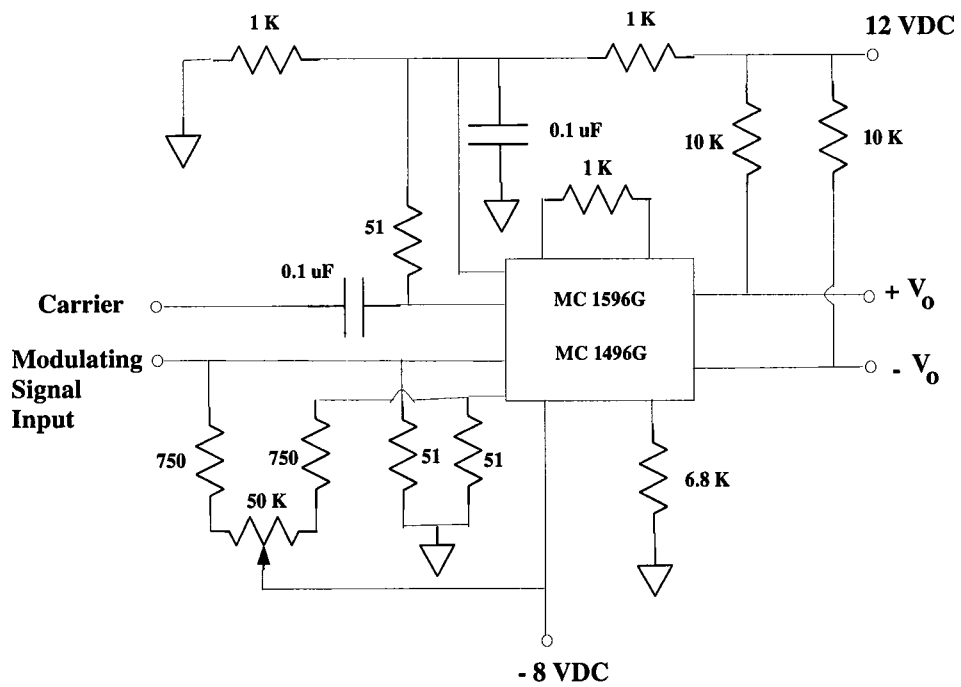 1 K
1 K
12 VDC
0.1 uF
10 K
10 K
1 K
51
0.1 uF
Carrier
MC 1596G
+ Vo
Modulating
Signal
Input
MC 1496G
- Vo
750
750
51
51
6.8 K
50 K
- 8 VDC